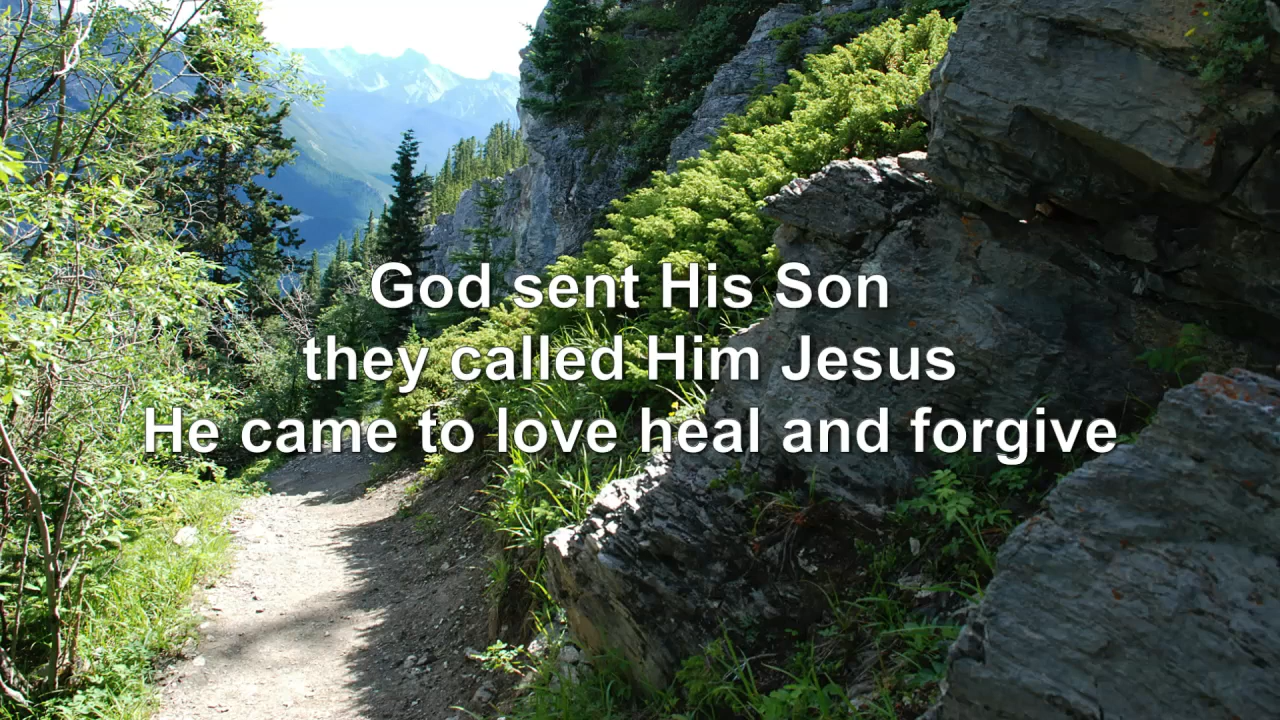 God sent His Son
they called Him Jesus
He came to love heal and forgive